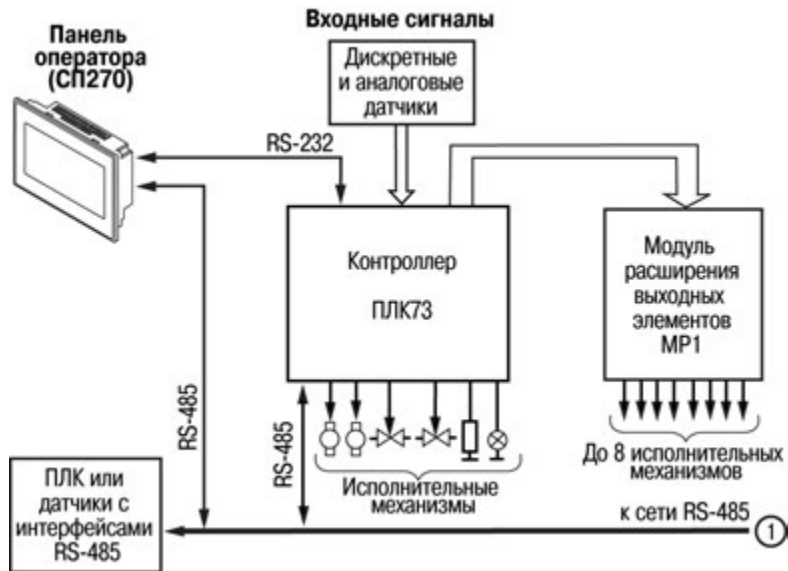 Входные сигналы
Панель
оператора
(СП270)
Дискретные
и аналоговые
датчики
RS-232
Контроллер
ПЛК73
Модуль
расширения
выходных
элементов
МР1
RS-485
RS-485
До 8 исполнительных
механизмов
Исполнительные
механизмы
ПЛК или
датчики с
интерфейсами
RS-485
к сети RS-485
1